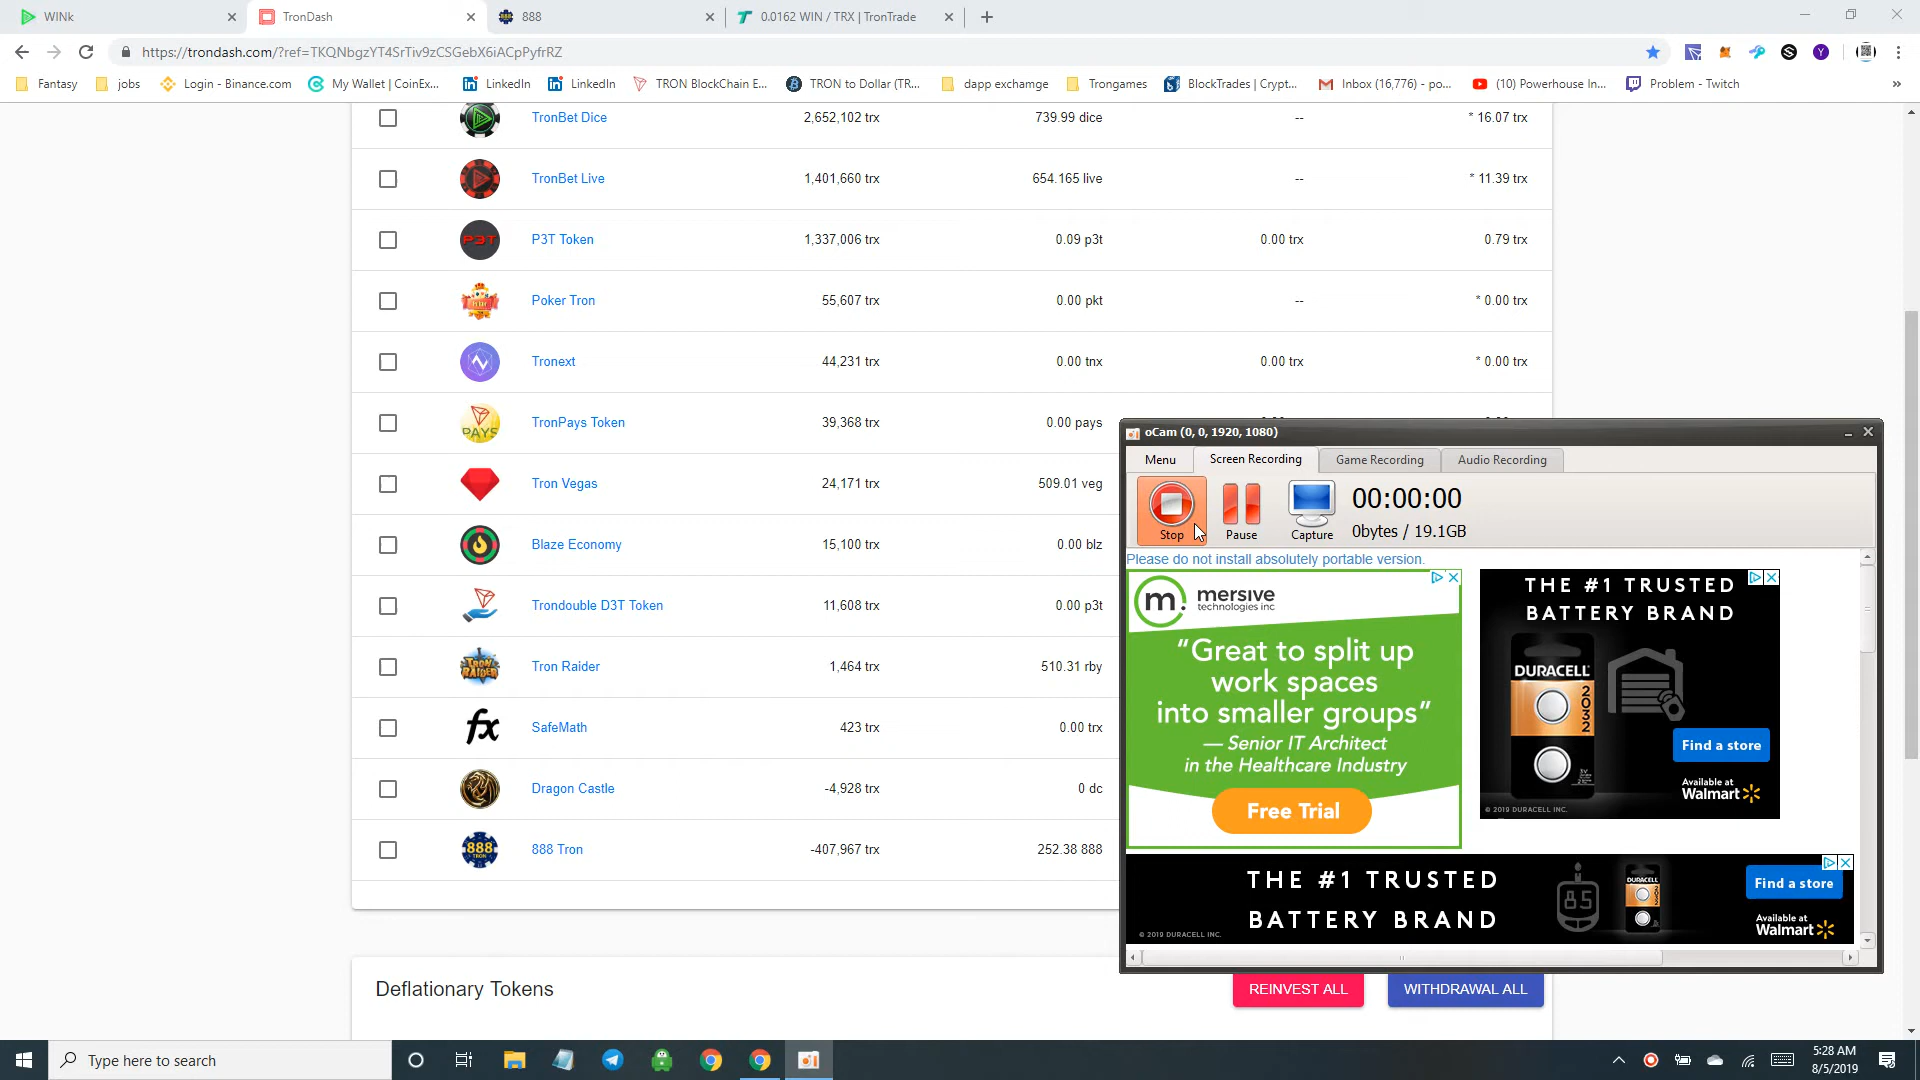 WINk
TronDash
888
0.0162 WIN / TRX | TronTrade
https://trondash.com/?ref=TKQNbgzYT4SrTiv9zCSGebX6iACpPyfrRZ
Fantasy
jobs
Login - Binance.com
My Wallet | CoinEx...
LinkedIn
LinkedIn
TRON BlockChain E...
TRON to Dollar (TR...
dapp exchamge
Trongames
BlockTrades | Crypt...
Inbox (16,776) - po...
(10) Powerhouse In...
Problem - Twitch
TronBet Dice 2,652,102 trx 739.99 dice -- * 16.07 trx
TronBet Live 1,401,660 trx 654.165 live -- * 11.39 trx
P3T
P3T Token 1,337,006 trx 0.09 p3t 0.00 trx 0.79 trx
Poker Tron 55,607 trx 0.00 pkt -- * 0.00 trx
Tronext 44,231 trx 0.00 tnx 0.00 trx * 0.00 trx
PAYS
TronPays Token 39,368 trx 0.00 pays
Tron Vegas 24,171 trx 509.01 veg
Blaze Economy 15,100 trx 0.00 blz
Trondouble D3T Token 11,608 trx 0.00 p3t
TRON RAIDER
Tron Raider 1,464 trx 510.31 rby
fx
SafeMath 423 trx 0.00 trx
Dragon Castle -4,928 trx 0 dc
888
TRON
888 Tron -407,967 trx 252.38 888
Deflationary Tokens
REINVEST ALL
WITHDRAWAL ALL
oCam (0, 0, 1920, 1080)
Menu
Screen Recording
Game Recording
Audio Recording
Stop
Pause
Capture
00:00:00
0bytes / 19.1GB
Please do not install absolutely portable version.
m.
mersive
technologies inc
"Great to split up
work spaces
into smaller groups"
— Senior IT Architect
in the Healthcare Industry
Free Trial
THE #1 TRUSTED
BATTERY BRAND
DURACELL
2032
Find a store
Available at
Walmart
© 2019 DURACELL INC.
THE #1 TRUSTED
BATTERY BRAND
85
DURACELL
Find a store
Available at
Walmart
© 2019 DURACELL INC.
Type here to search
5:28 AM
8/5/2019